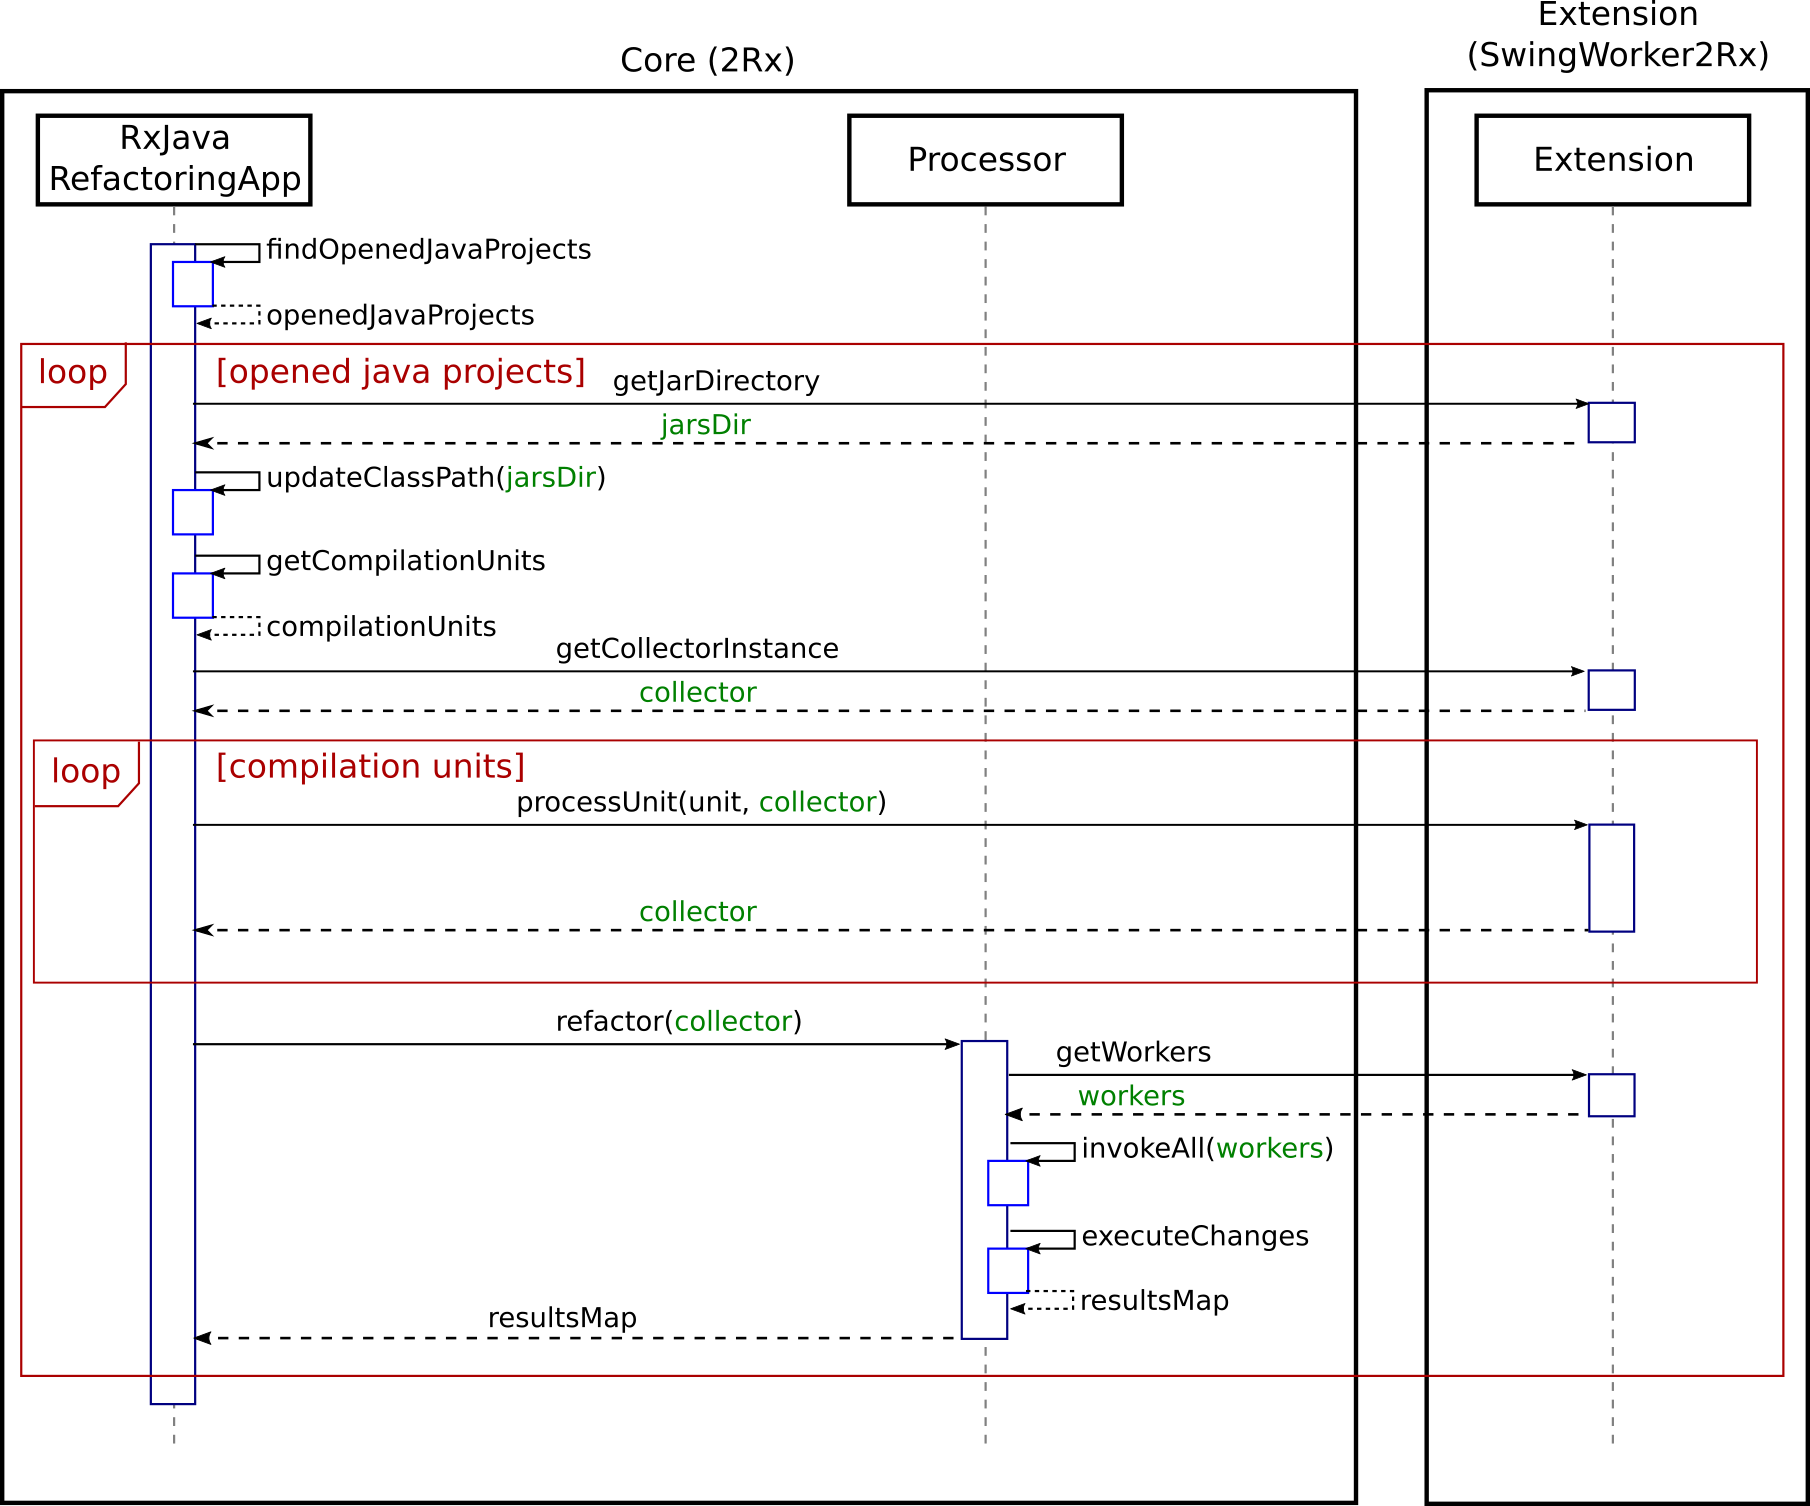 Extension
(SwingWorker2Rx)
Core (2Rx)
RxJava
RefactoringApp
Processor
Extension
findOpenedJavaProjects
openedJavaProjects
loop
[opened java projects]
getJarDirectory
jarsDir
updateClassPath(jarsDir)
getCompilationUnits
compilationUnits
getCollectorInstance
collector
loop
[compilation units]
processUnit(unit, collector)
collector
refactor(collector)
getWorkers
workers
invokeAll(workers)
executeChanges
resultsMap
resultsMap